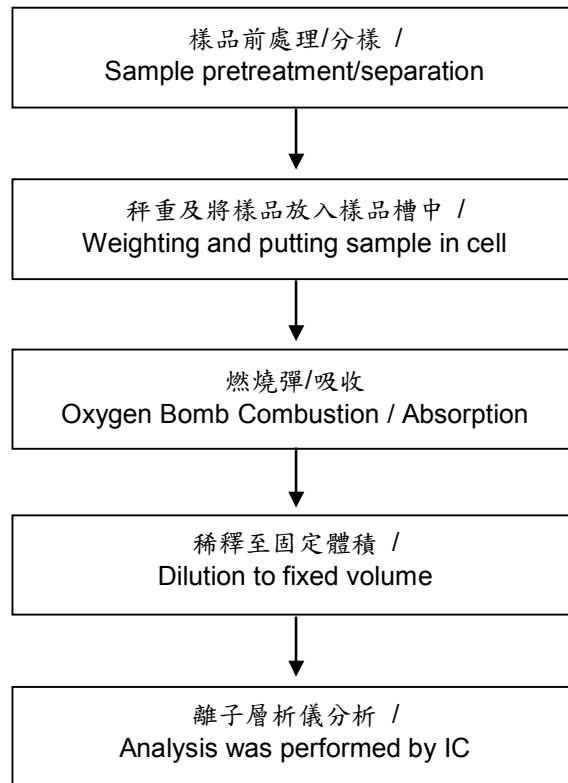 樣品前處理/分樣 /
Sample pretreatment/separation
秤重及將樣品放入樣品槽中 /
Weighting and putting sample in cell
燃燒彈/吸收
Oxygen Bomb Combustion / Absorption
稀釋至固定體積 /
Dilution to fixed volume
離子層析儀分析 /
Analysis was performed by IC